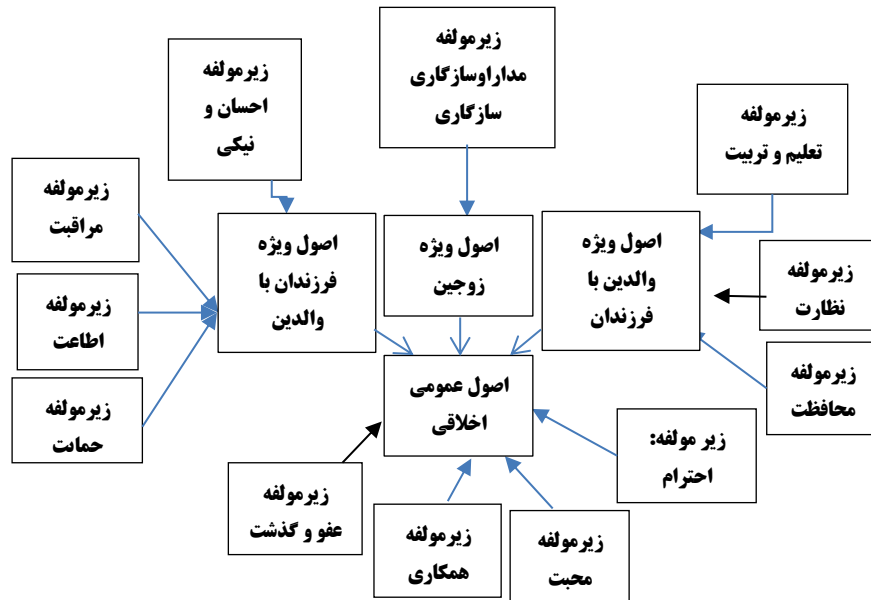 زیرمولفه
مداراوسازگاری
سازگاری
زیرمولفه
احسان و
نیکی
زیرمولفه
تعلیم و تربیت
زیرمولفه
مراقبت
اصول ویژه
فرزندان با
والدین
اصول ویژه
زوجین
اصول ویژه
والدین با
فرزندان
زیرمولفه
نظارت
زیرمولفه
اطاعت
زیرمولفه
محافظت
زیرمولفه
حمایت
اصول عمومی
اخلاقی
زیر مولفه:
احترام
زیرمولفه
عفو و گذشت
زیرمولفه
همکاری
زیرمولفه
محبت